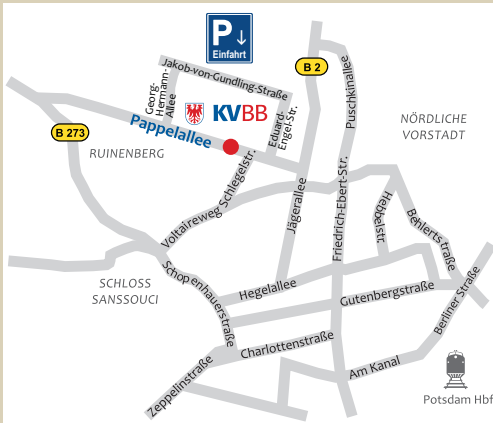 P
Einfahrt
B 2
Jakob-von-Gundling-Straße
Georg-
Hermann-
Allee
KVBB
Eduard-
Engel-Str.
Puschkinallee
NÖRDLICHE
VORSTADT
B 273
Pappelallee
RUINENBERG
Schlegelstr.
Voltaireweg
Jägerallee
Friedrich-Ebert-Str.
Hebbelstr.
Behlertsstraße
SCHLOSS
SANSSOUCI
Schopenhauerstraße
Hegelallee
Gutenbergstraße
Berliner Straße
Charlottenstraße
Am Kanal
Zeppelinstraße
Potsdam Hbf